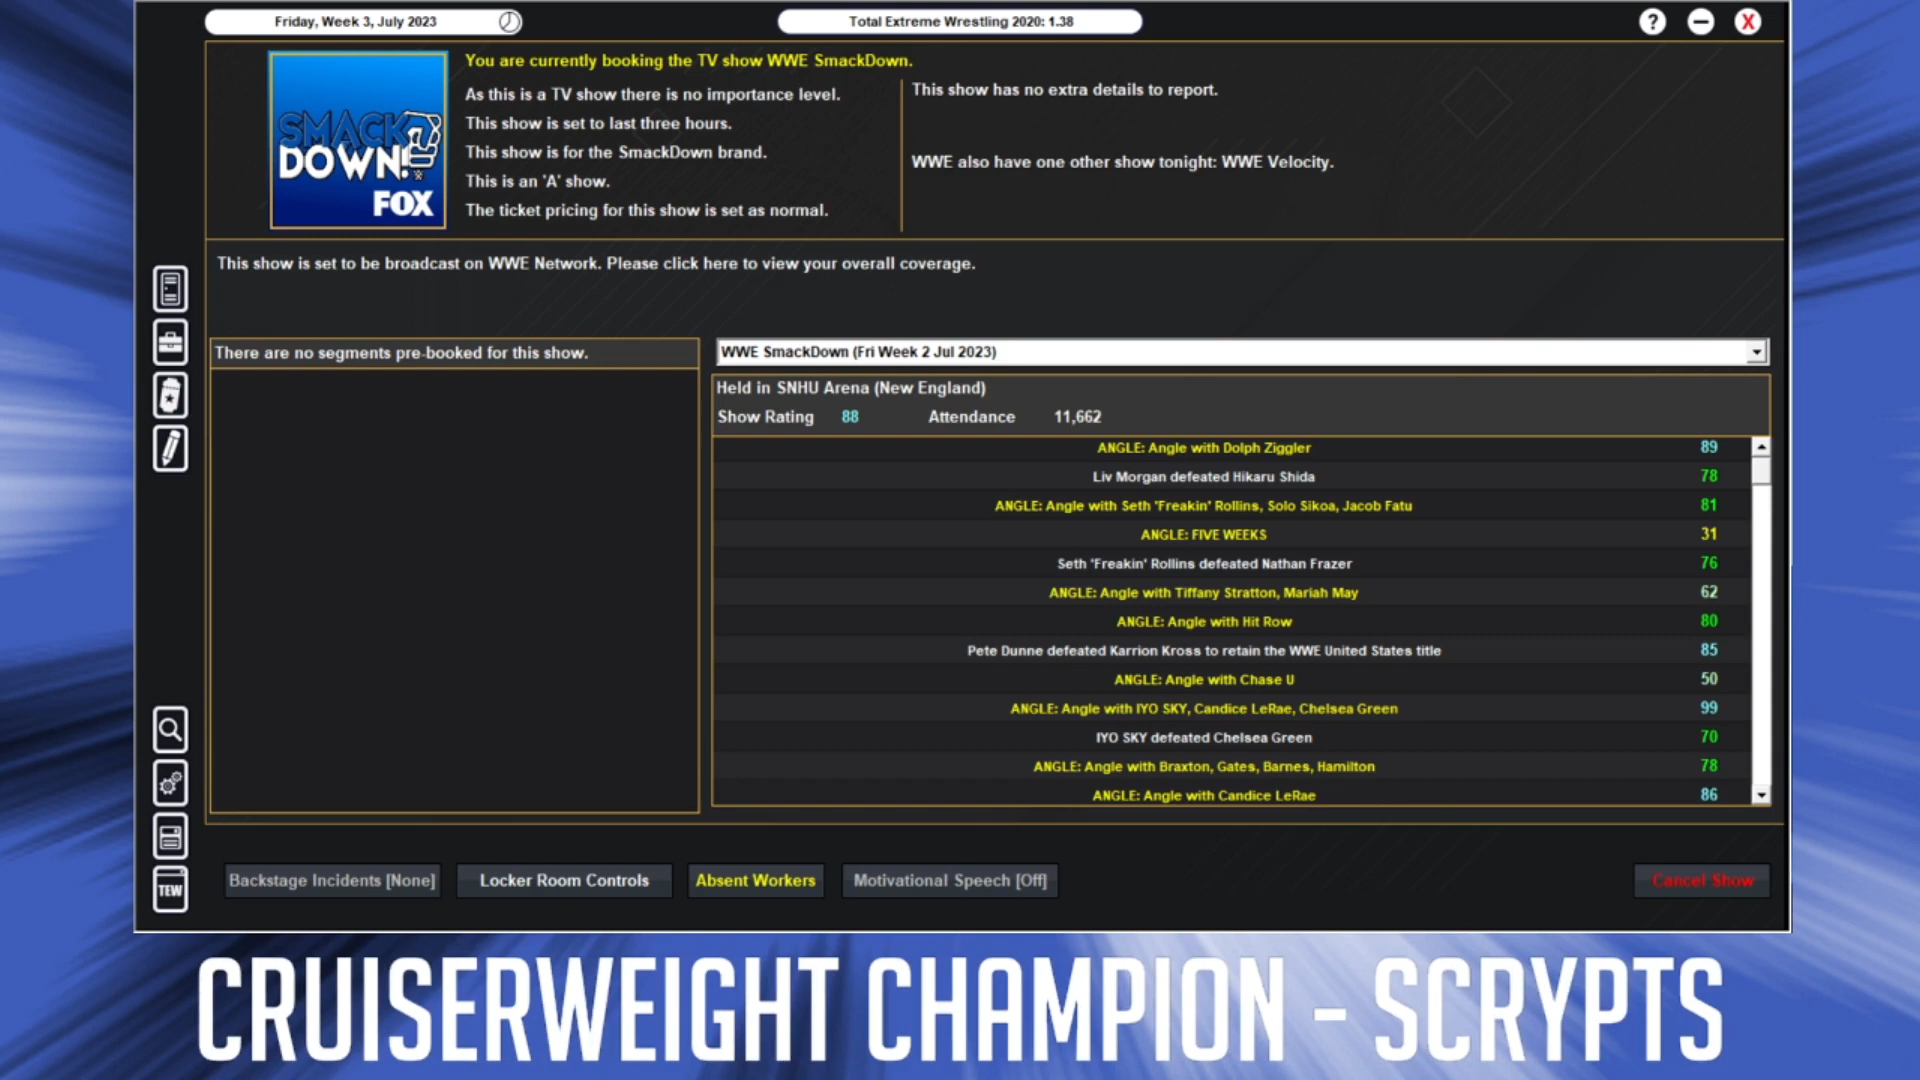 Friday, Week 3, July 2023
Total Extreme Wrestling 2020: 1.38
?
X
SMACK
DOWN!
FOX
You are currently booking the TV show WWE SmackDown.
As this is a TV show there is no importance level.
This show is set to last three hours.
This show is for the SmackDown brand.
This is an 'A' show.
The ticket pricing for this show is set as normal.
This show has no extra details to report.
WWE also have one other show tonight: WWE Velocity.
This show is set to be broadcast on WWE Network. Please click here to view your overall coverage.
There are no segments pre-booked for this show.
WWE SmackDown (Fri Week 2 Jul 2023)
Held in SNHU Arena (New England)
Show Rating 88 Attendance 11,662
ANGLE: Angle with Dolph Ziggler 89
Liv Morgan defeated Hikaru Shida 78
ANGLE: Angle with Seth 'Freakin' Rollins, Solo Sikoa, Jacob Fatu 81
ANGLE: FIVE WEEKS 31
Seth 'Freakin' Rollins defeated Nathan Frazer 76
ANGLE: Angle with Tiffany Stratton, Mariah May 62
ANGLE: Angle with Hit Row 80
Pete Dunne defeated Karrion Kross to retain the WWE United States title 85
ANGLE: Angle with Chase U 50
ANGLE: Angle with IYO SKY, Candice LeRae, Chelsea Green 99
IYO SKY defeated Chelsea Green 70
ANGLE: Angle with Braxton, Gates, Barnes, Hamilton 78
ANGLE: Angle with Candice LeRae 86
TEW
Backstage Incidents [None]
Locker Room Controls
Absent Workers
Motivational Speech [Off]
Cancel Show
CRUISERWEIGHT CHAMPION - SCRYPTS